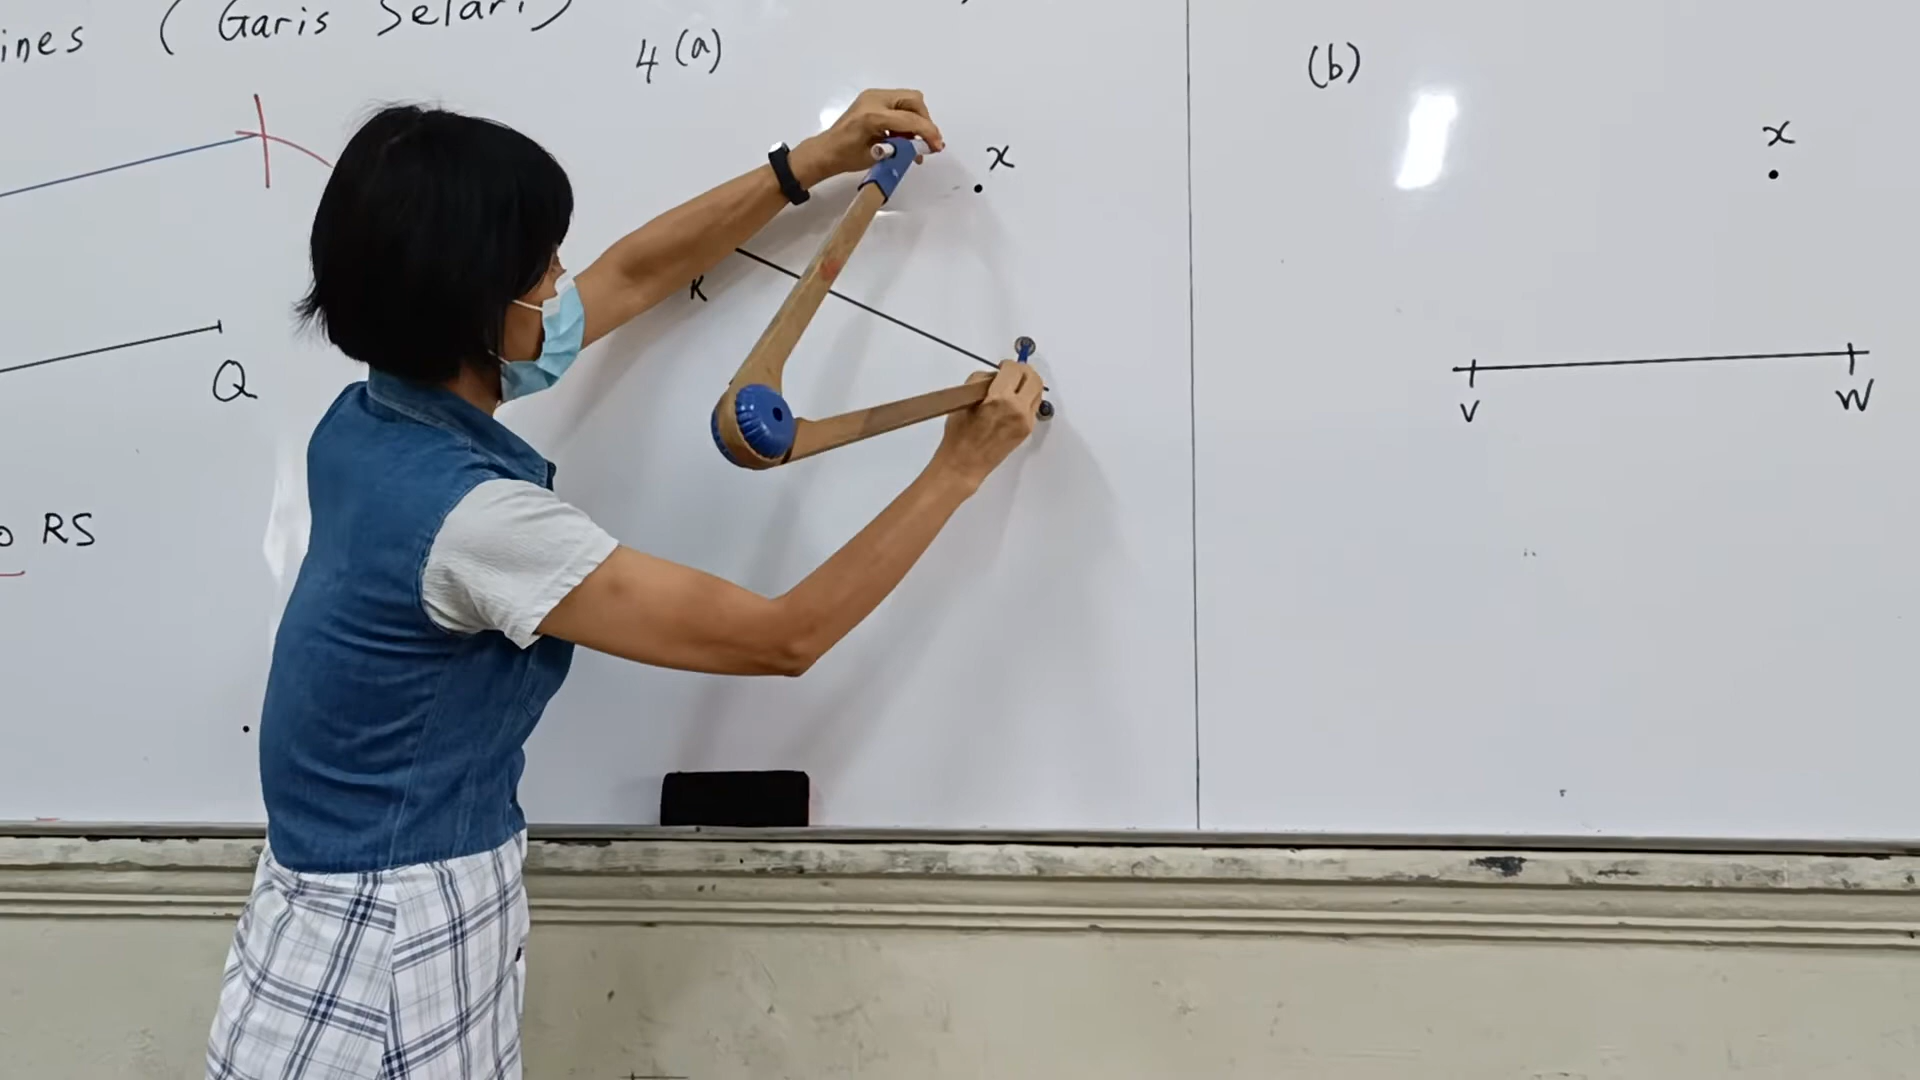 ines (Garis Selari)
Q
RS
4 (a)
x
K
(b)
x
V
W